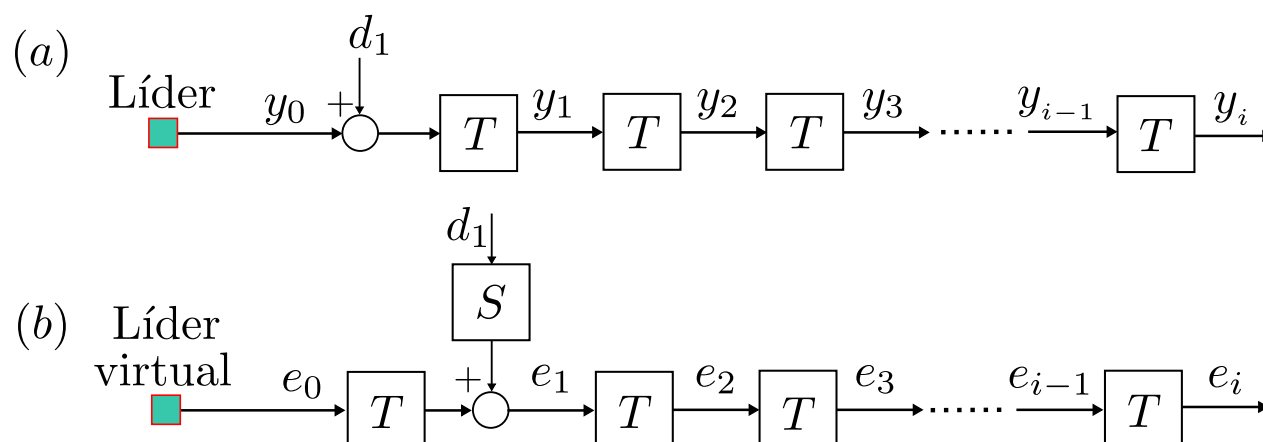 (a)
d₁
Líder
y₀ + y₁ y₂ y₃ yᵢ₋₁ yᵢ
T T T ....... T
d₁
S
(b)
Líder
virtual
e₀ + e₁ e₂ e₃ eᵢ₋₁ eᵢ
T T T ....... T